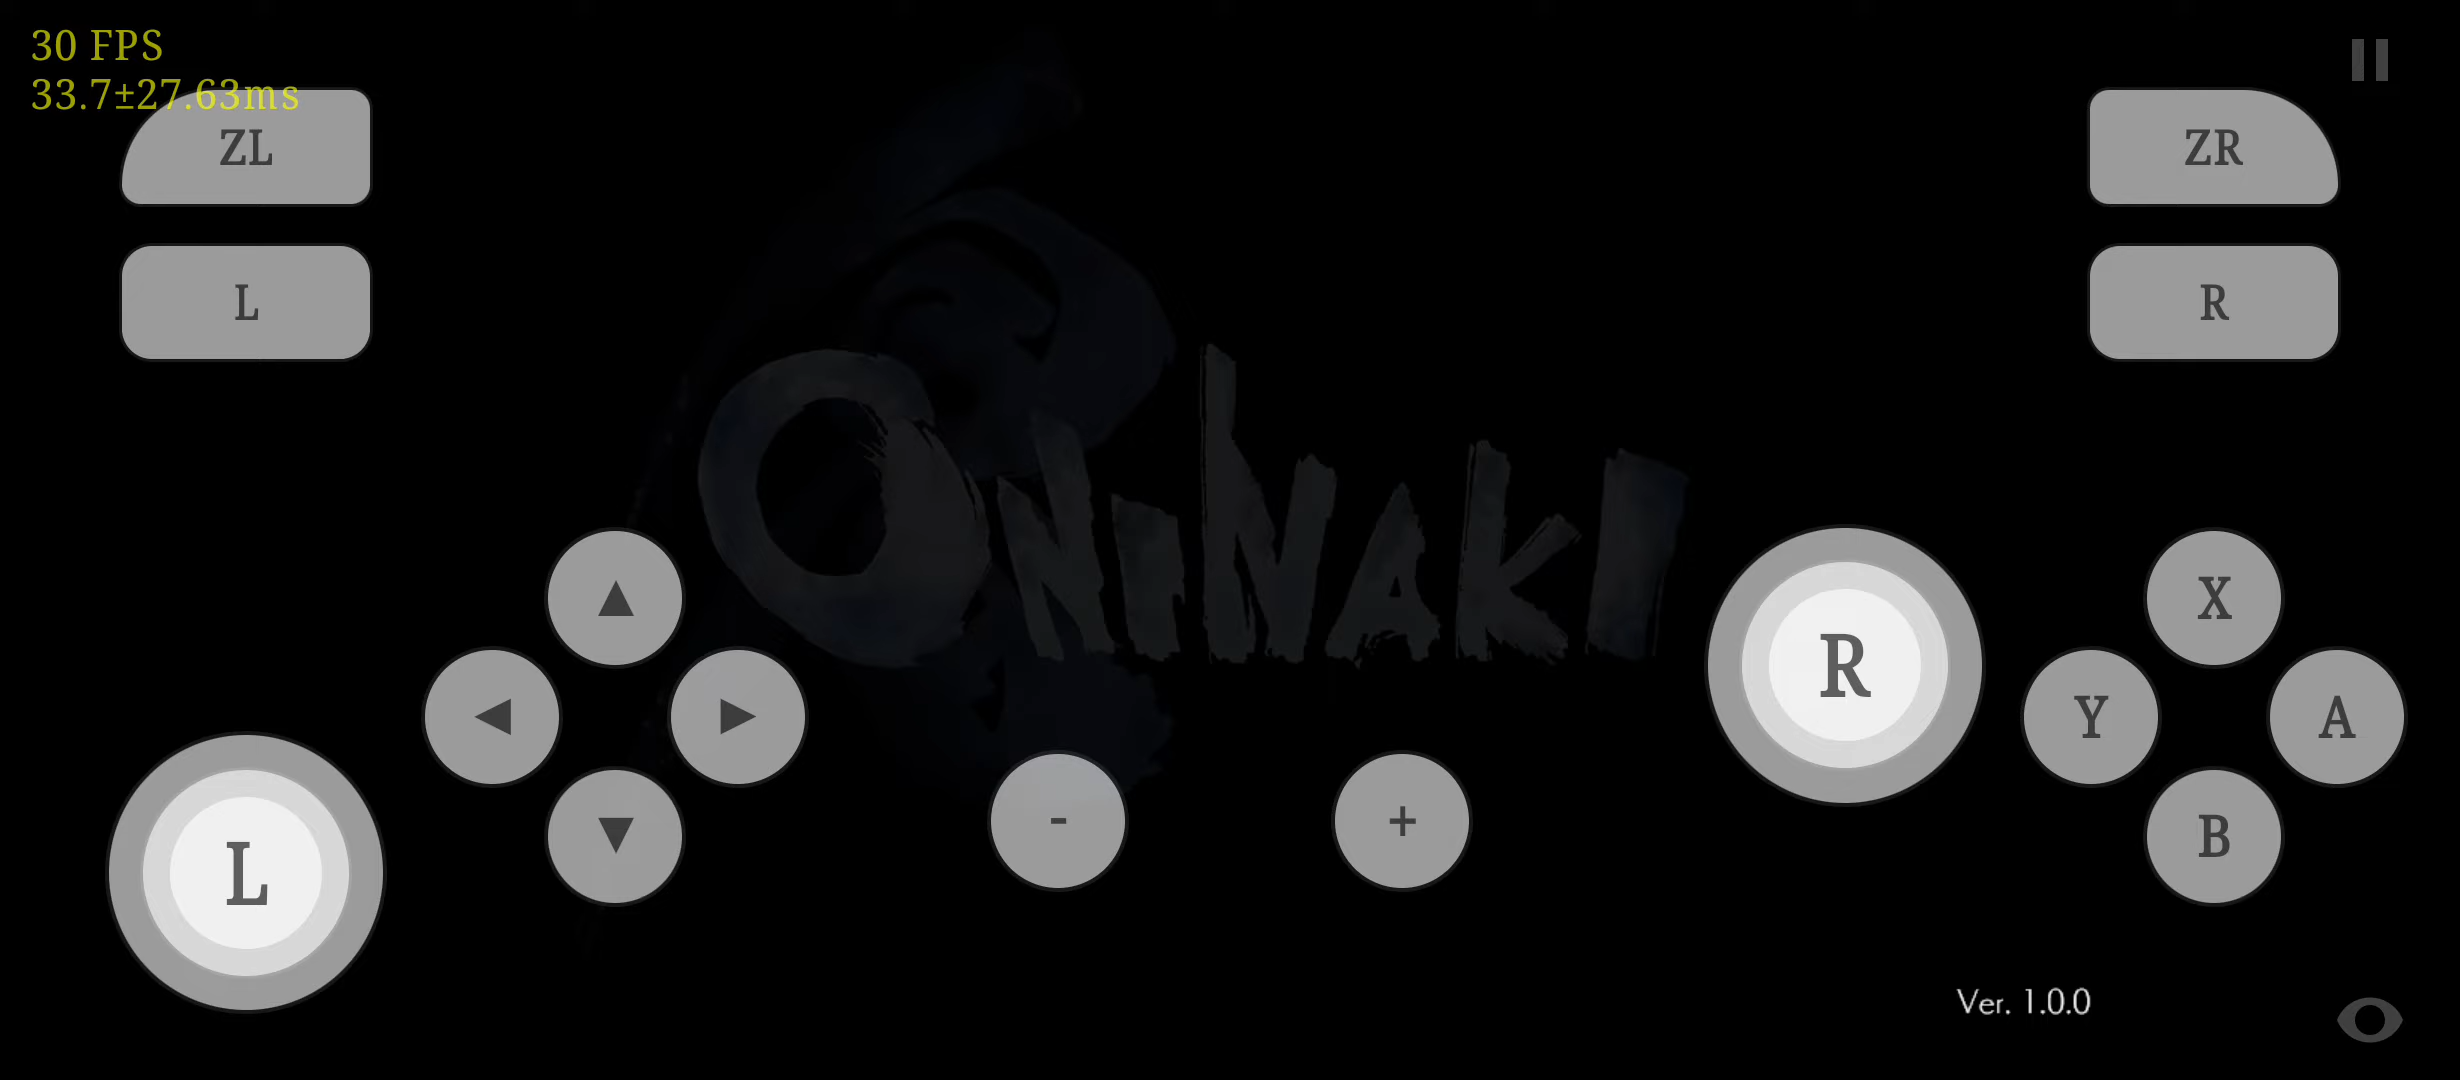 30 FPS
33.7±27.63ms
ZL
ZR
L
R
ONINAKI
X
R
Y
A
-
+
B
L
Ver. 1.0.0